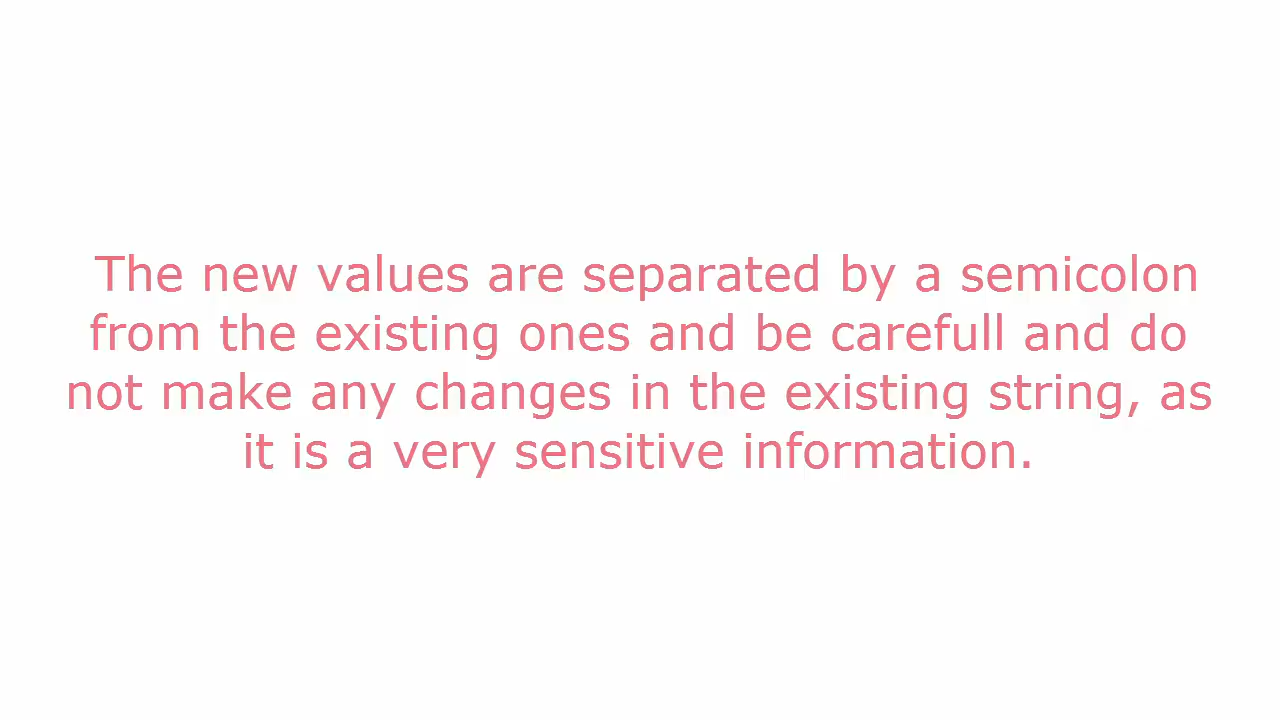 The new values are separated by a semicolon
from the existing ones and be carefull and do
not make any changes in the existing string, as
it is a very sensitive information.